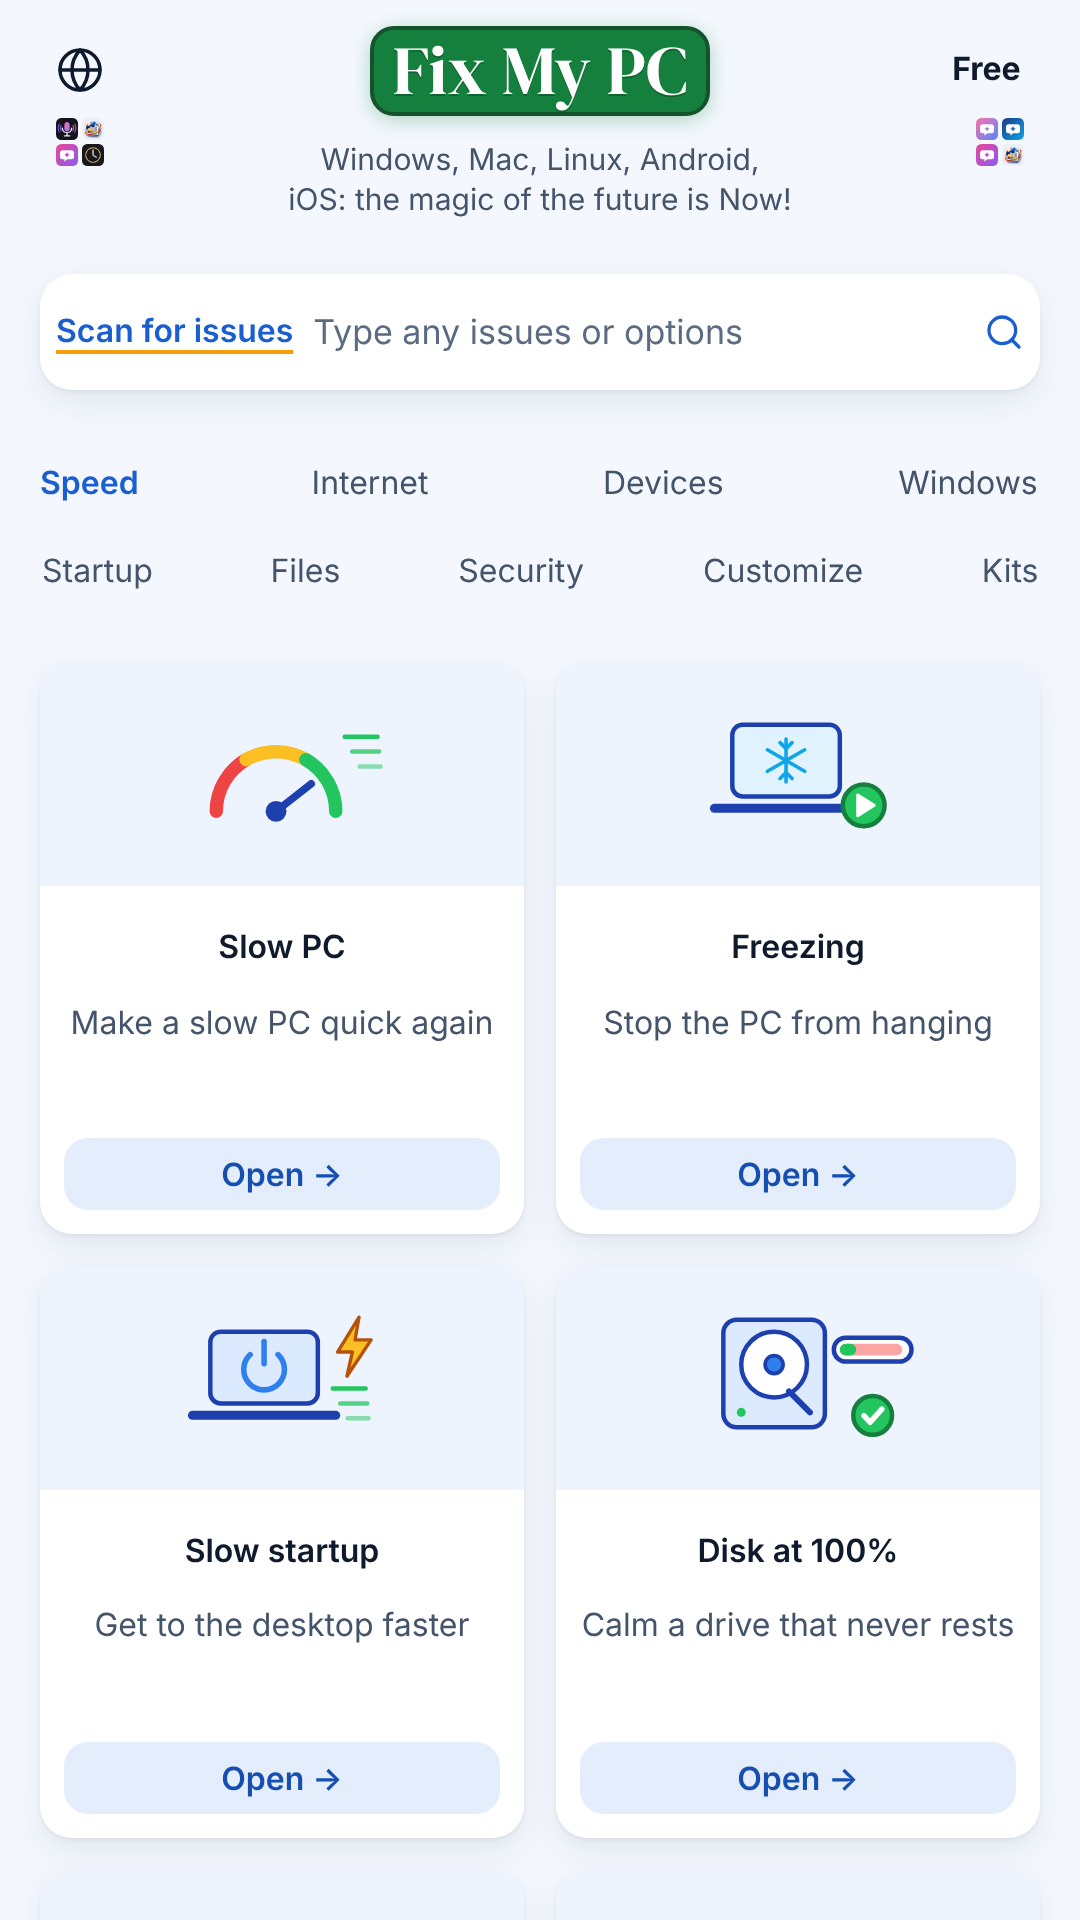 Fix My PC
Free
Windows, Mac, Linux, Android,
iOS: the magic of the future is Now!
Scan for issues Type any issues or options
Speed Internet Devices Windows
Startup Files Security Customize Kits
Slow PC
Make a slow PC quick again
Open →
Freezing
Stop the PC from hanging
Open →
Slow startup
Get to the desktop faster
Open →
Disk at 100%
Calm a drive that never rests
Open →